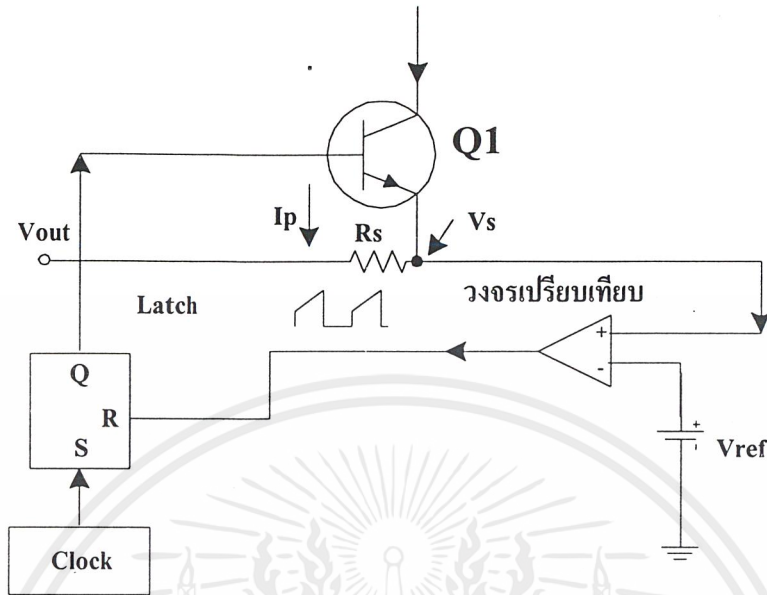 Q1
Ip
Vout
Rs
Vs
Latch
วงจรเปรียบเทียบ
+
-
Q
R
S
+
-
Vref
Clock